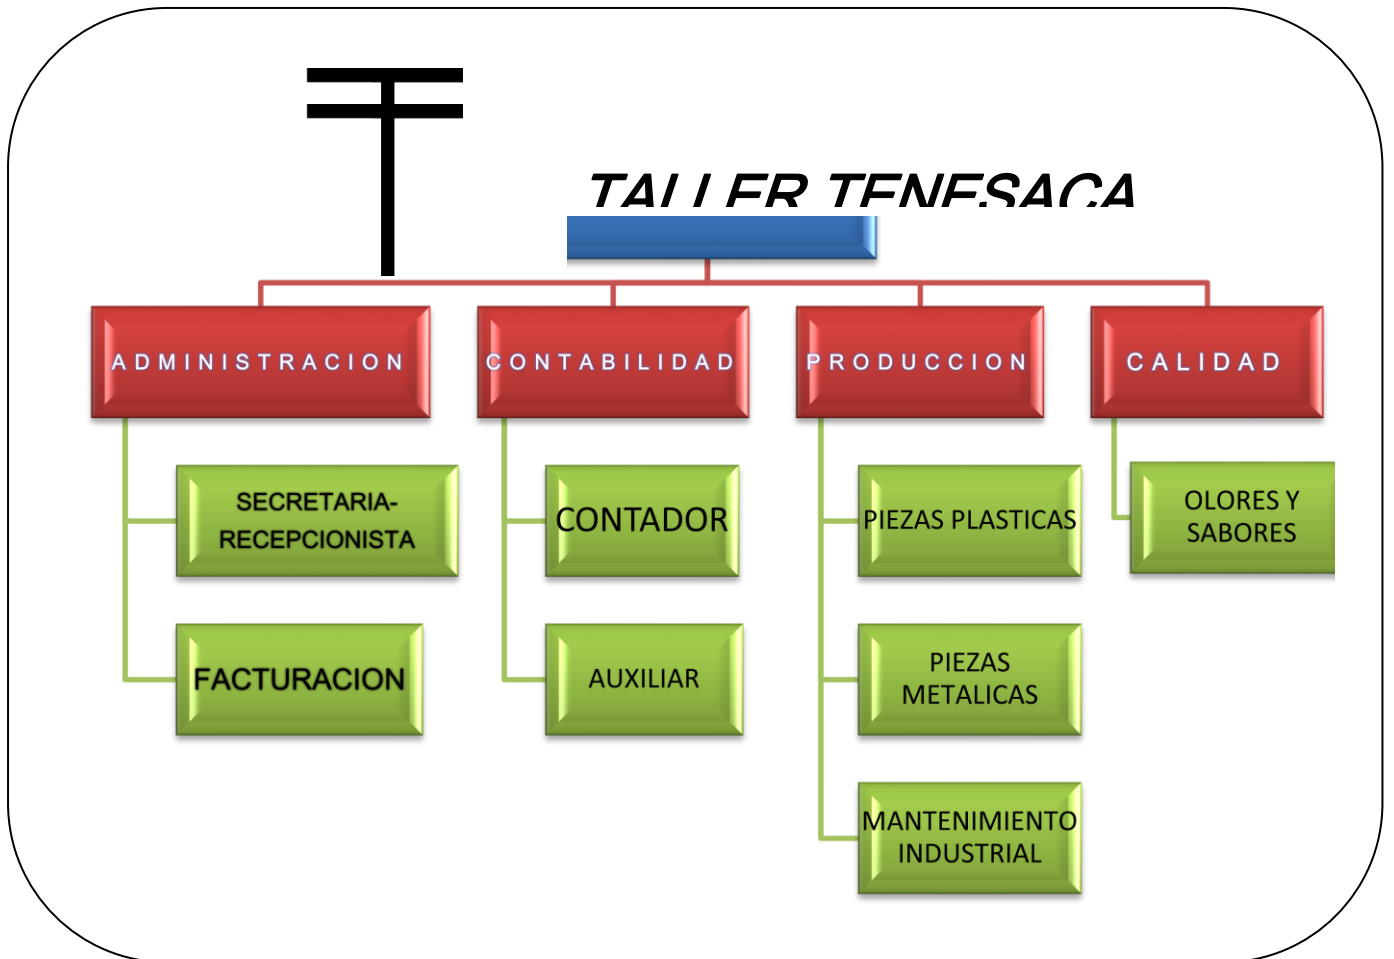 TALLER TENESACA
ADMINISTRACION
CONTABILIDAD
PRODUCCION
CALIDAD
SECRETARIA-
RECEPCIONISTA
FACTURACION
CONTADOR
AUXILIAR
PIEZAS PLASTICAS
PIEZAS
METALICAS
MANTENIMIENTO
INDUSTRIAL
OLORES Y
SABORES